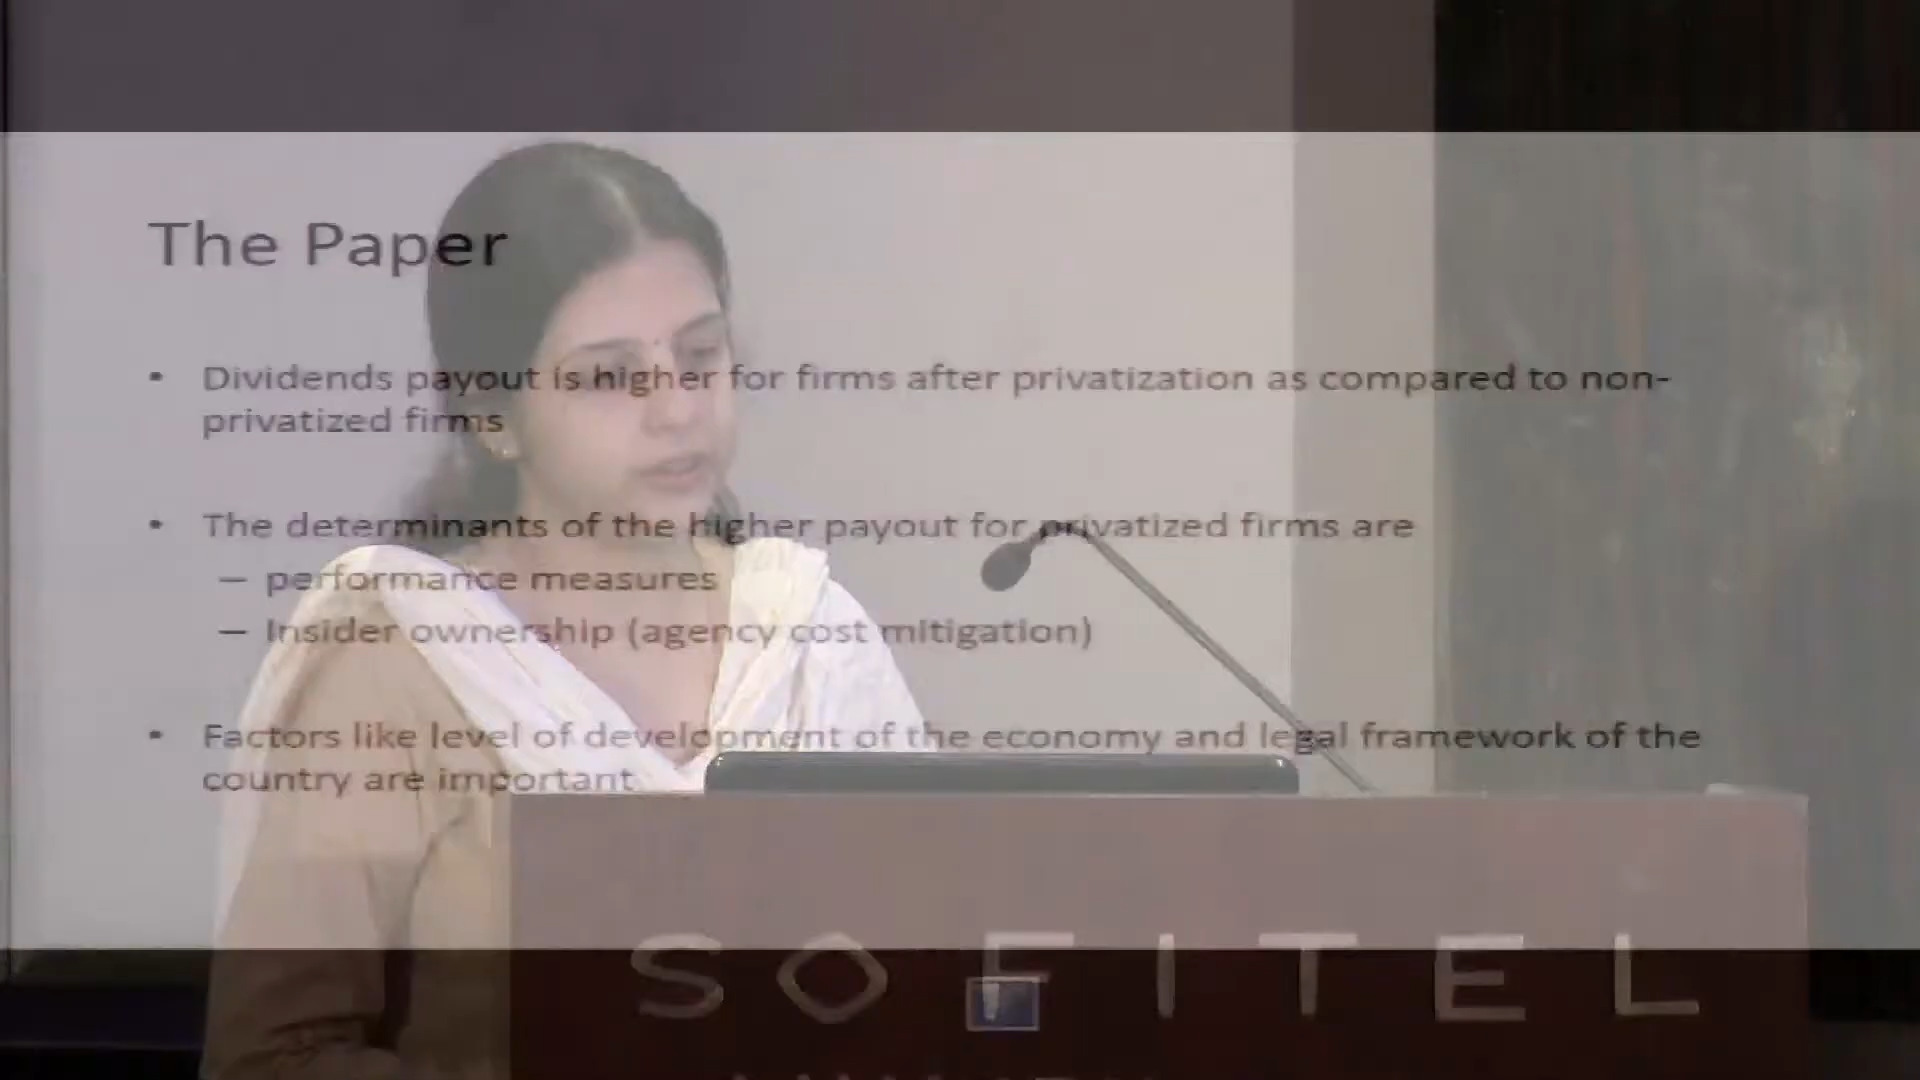 The Paper
• Dividends payout is higher for firms after privatization as compared to non-
privatized firms
• The determinants of the higher payout for privatized firms are
– performance measures
– Insider ownership (agency cost mitigation)
• Factors like level of development of the economy and legal framework of the
country are important
SOFITEL